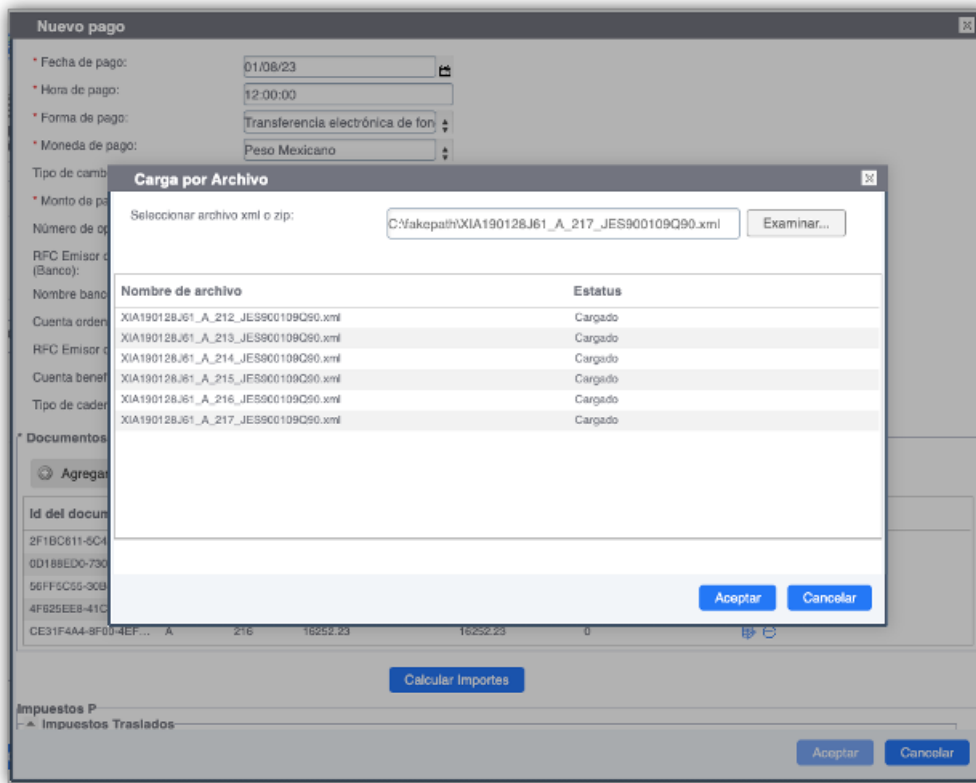 Nuevo pago
* Fecha de pago: 01/08/23
* Hora de pago: 12:00:00
* Forma de pago: Transferencia electrónica de fon
* Moneda de pago: Peso Mexicano
Tipo de camb
* Monto de pa
Número de op
RFC Emisor
(Banco):
Nombre banc
Cuenta orden
RFC Emisor
Cuenta benef
Tipo de cader
Carga por Archivo
Seleccionar archivo xml o zip: C:\fakepath\XIA190128J61_A_217_JES900109Q90.xml Examinar...
Nombre de archivo Estatus
XIA190128J61_A_212_JES900109Q90.xml Cargado
XIA190128J61_A_213_JES900109Q90.xml Cargado
XIA190128J61_A_214_JES900109Q90.xml Cargado
XIA190128J61_A_215_JES900109Q90.xml Cargado
XIA190128J61_A_216_JES900109Q90.xml Cargado
XIA190128J61_A_217_JES900109Q90.xml Cargado
Aceptar Cancelar
* Documentos
Agregar
Id del docum
2F1BC611-5C4
0D188ED0-730
56FF5C55-30B
4F625EE8-41C
CE31F4A4-8F00-4EF... A 216 16252.23 16252.23 0
Calcular Importes
Impuestos P
Impuestos Traslados
Aceptar Cancelar